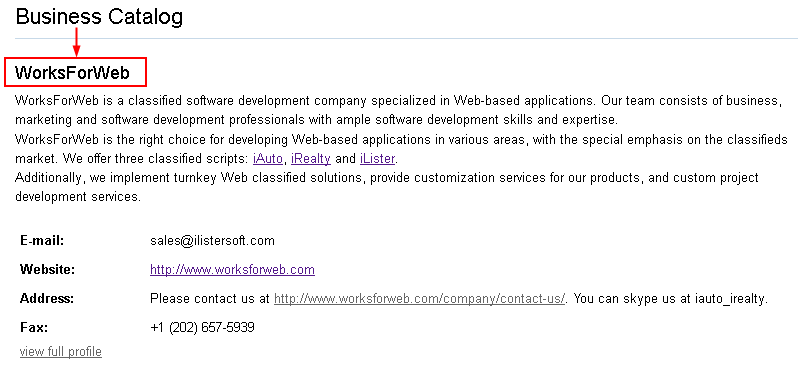 Business Catalog
WorksForWeb
WorksForWeb is a classified software development company specialized in Web-based applications. Our team consists of business,
marketing and software development professionals with ample software development skills and expertise.
WorksForWeb is the right choice for developing Web-based applications in various areas, with the special emphasis on the classifieds
market. We offer three classified scripts: iAuto, iRealty and iLister.
Additionally, we implement turnkey Web classified solutions, provide customization services for our products, and custom project
development services.
E-mail: sales@ilistersoft.com
Website: http://www.worksforweb.com
Address: Please contact us at http://www.worksforweb.com/company/contact-us/. You can skype us at iauto_irealty.
Fax: +1 (202) 657-5939
view full profile